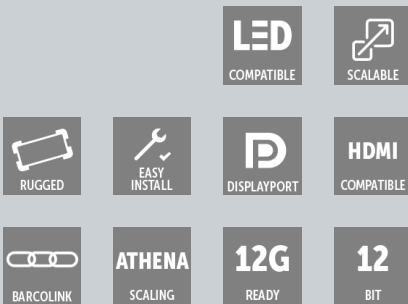 LED
COMPATIBLE
SCALABLE
RUGGED
EASY
INSTALL
DISPLAYPORT
HDMI
COMPATIBLE
BARCOLINK
ATHENA
SCALING
12G
READY
12
BIT